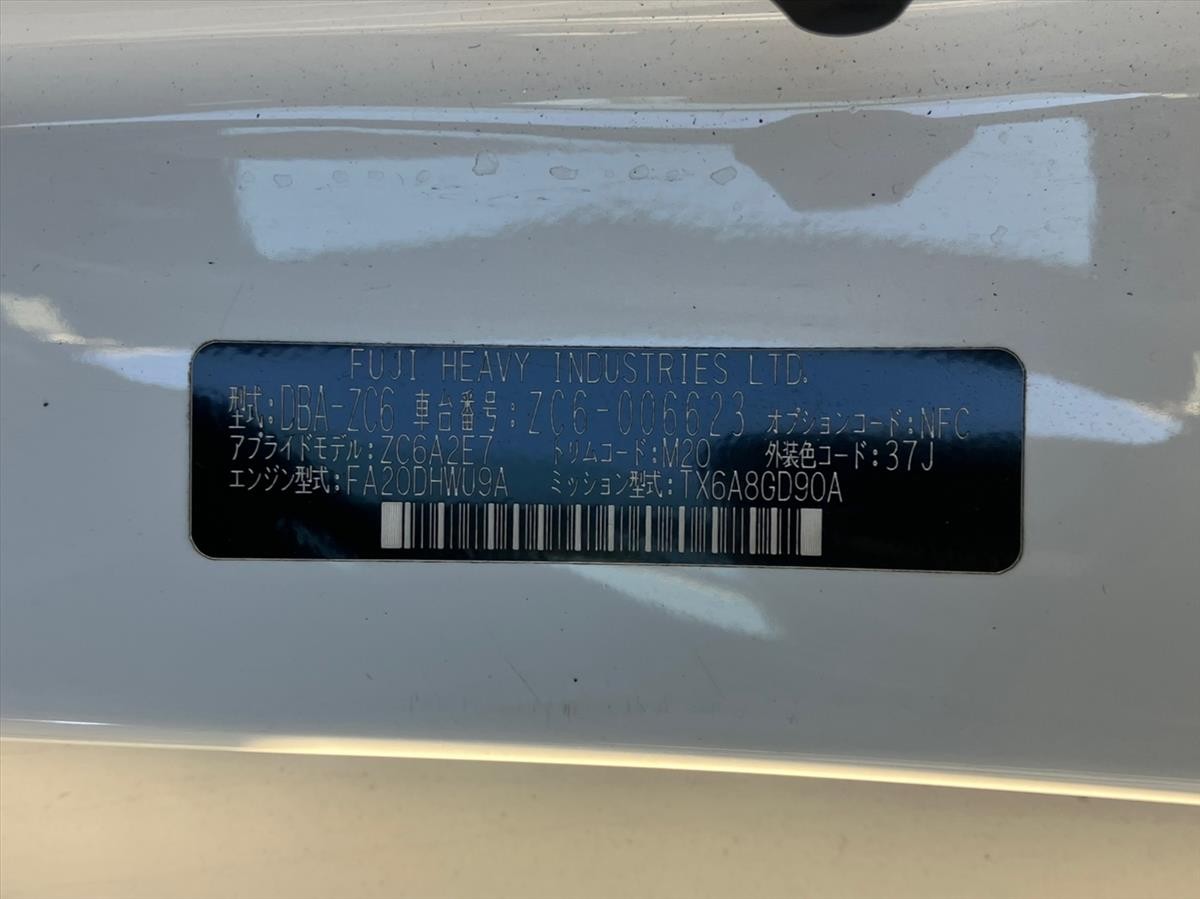 FUJI HEAVY INDUSTRIES LTD.
型式:DBA-ZC6 車台番号:ZC6-006623 オプションコード:NFC
アプライドモデル:ZC6A2E7 トリムコード:M20 外装色コード:37J
エンジン型式:FA20DHWU9A ミッション型式:TX6A8GD90A